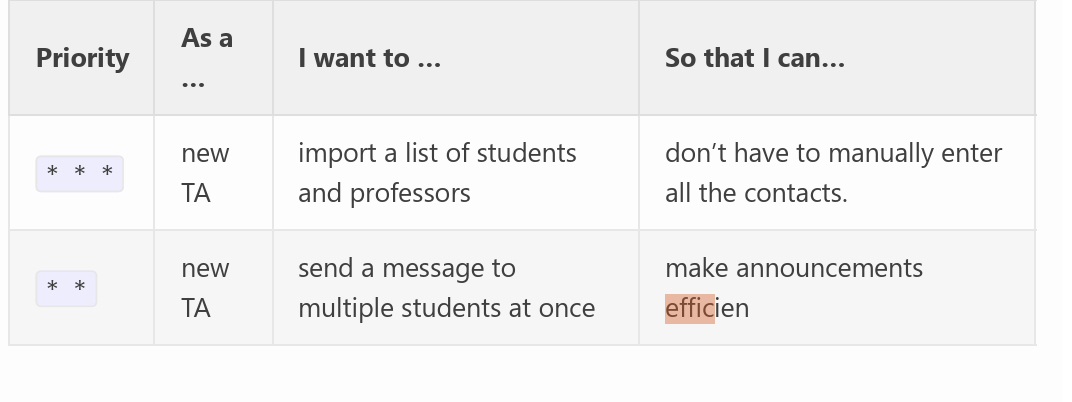 Priority As a … I want to … So that I can…
* * * new TA import a list of students and professors don’t have to manually enter all the contacts.
* * new TA send a message to multiple students at once make announcements efficien